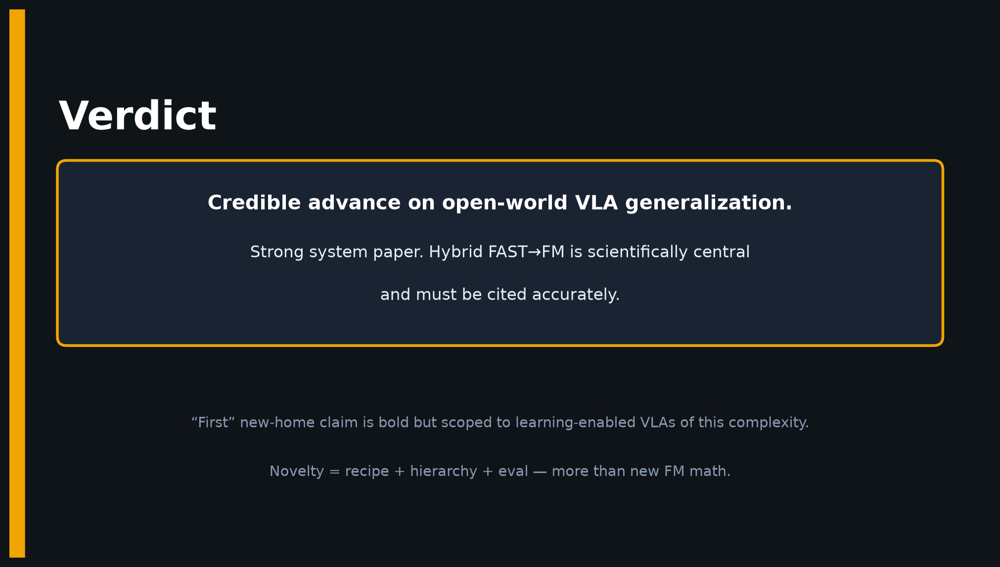 Verdict
Credible advance on open-world VLA generalization.
Strong system paper. Hybrid FAST→FM is scientifically central
and must be cited accurately.
“First” new-home claim is bold but scoped to learning-enabled VLAs of this complexity.
Novelty = recipe + hierarchy + eval — more than new FM math.